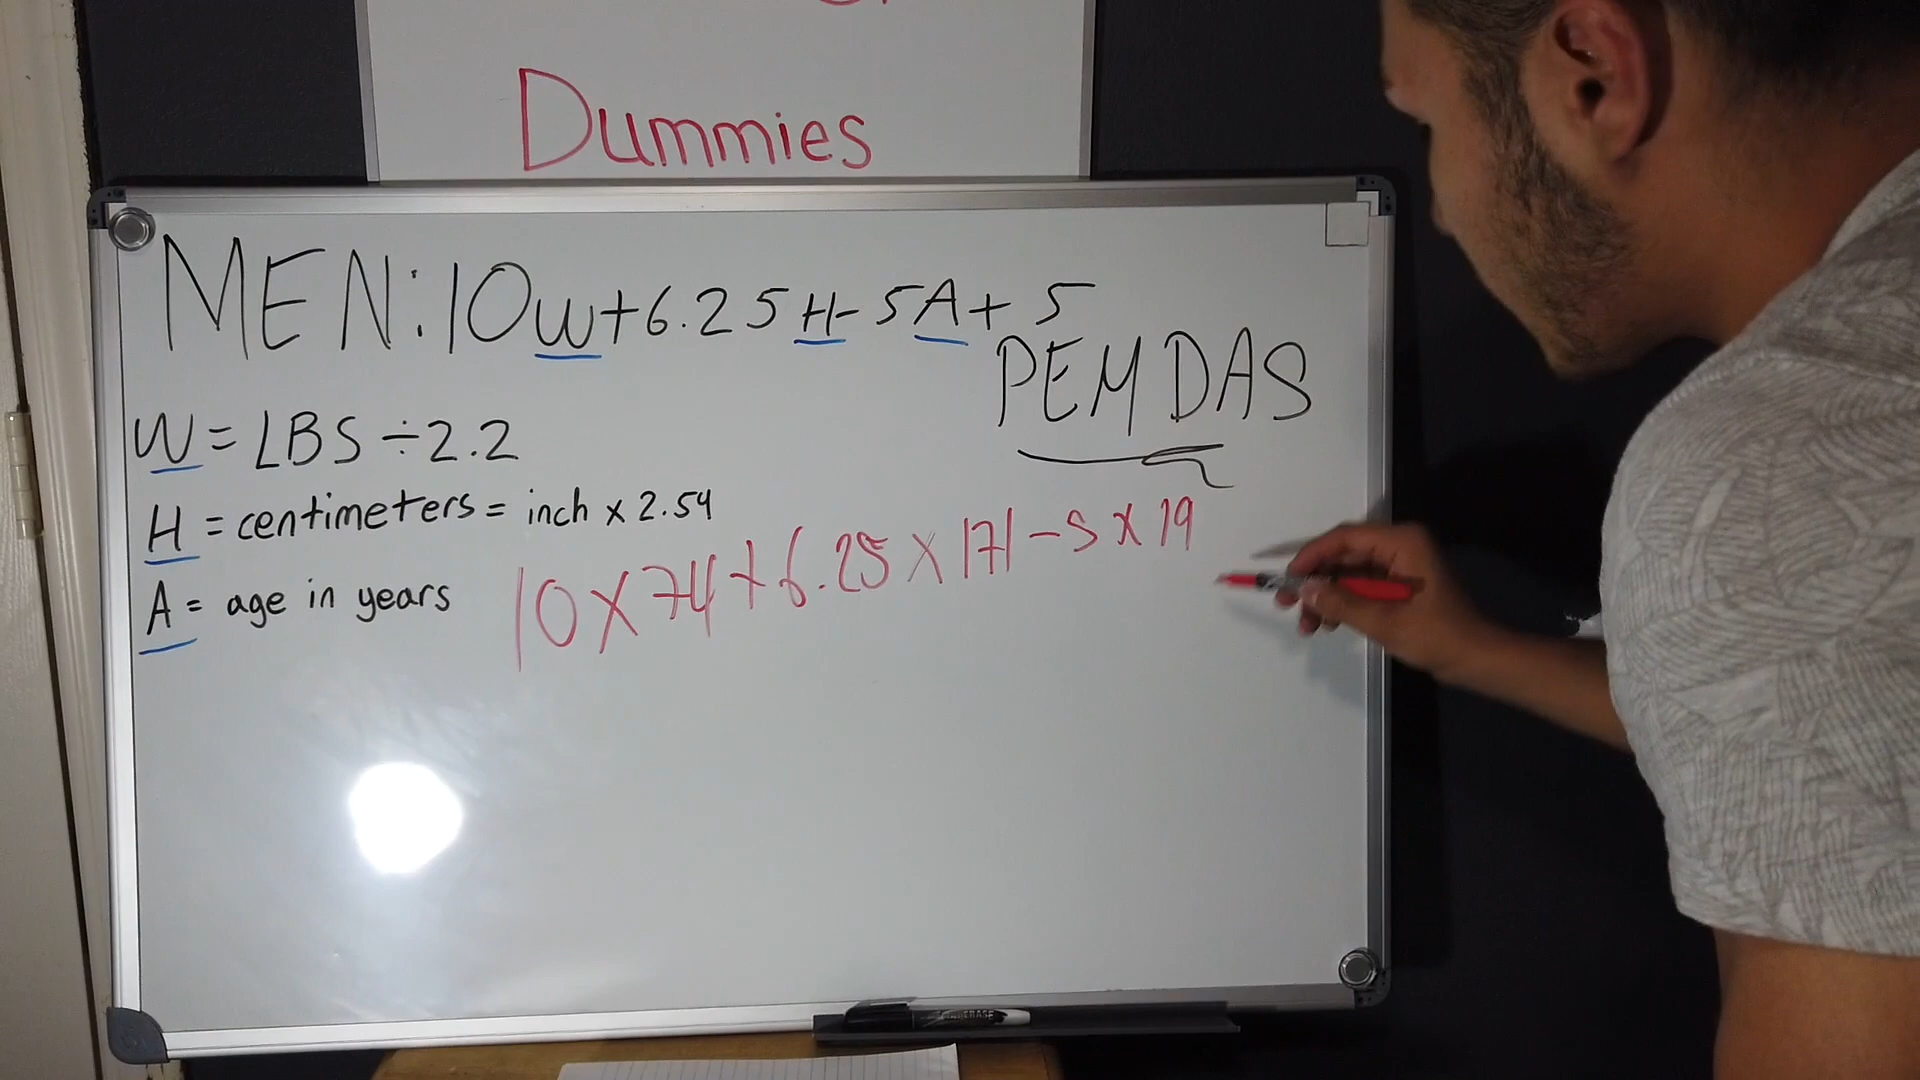 Dummies
MEN: 10W+6.25H-5A+5
PEMDAS
W = LBS ÷ 2.2
H = centimeters = inch x 2.54
10 x 74 + 6.25 x 171 - 5 x 19
A = age in years